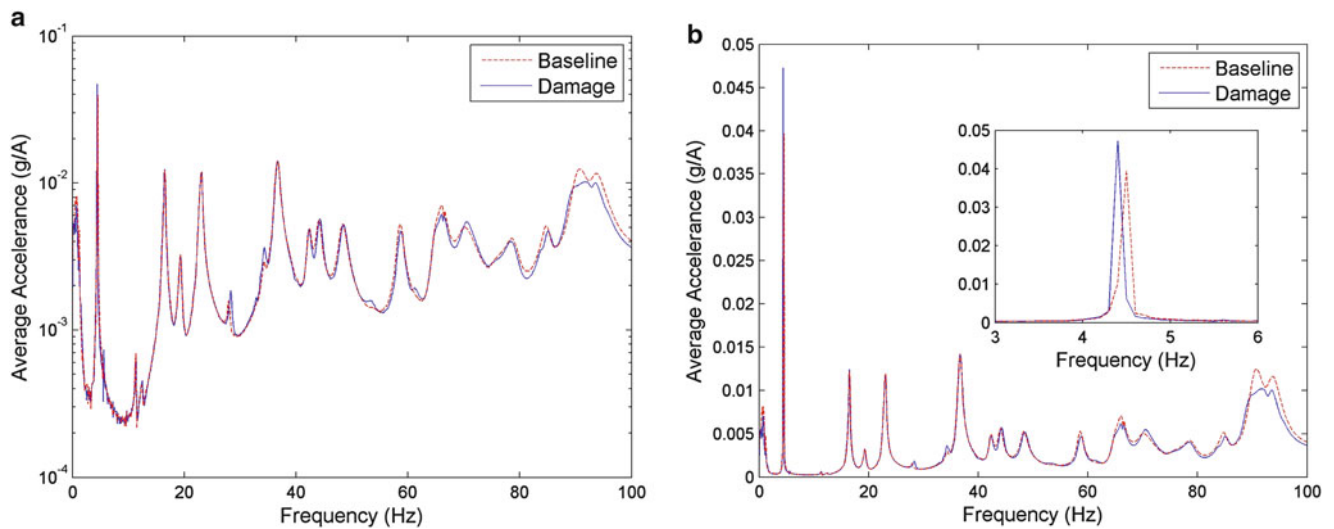 a
10⁻¹
10⁻²
10⁻³
10⁻⁴
Average Accelerance (g/A)
Baseline
Damage
0 20 40 60 80 100
Frequency (Hz)
b
0.05
0.045
0.04
0.035
0.03
0.025
0.02
0.015
0.01
0.005
0
Average Accelerance (g/A)
Baseline
Damage
0.05
0.04
0.03
0.02
0.01
0
3 4 5 6
Frequency (Hz)
0 20 40 60 80 100
Frequency (Hz)